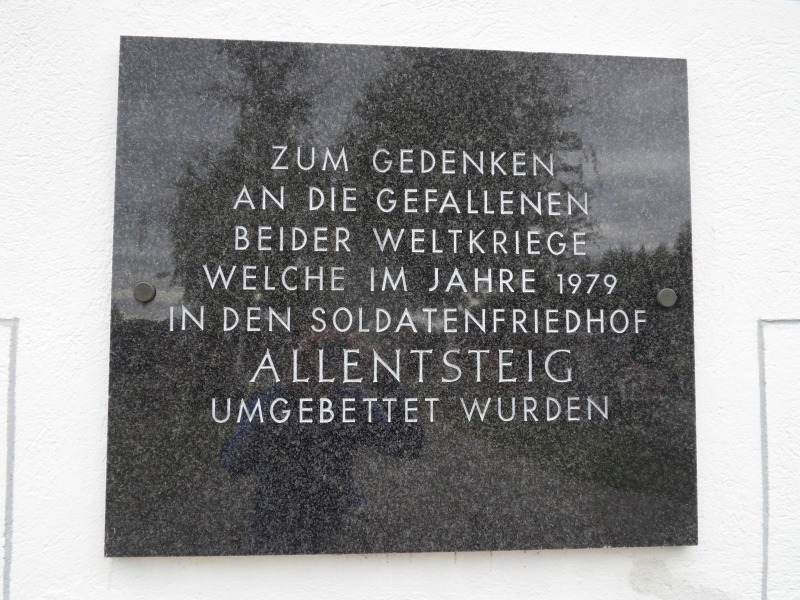 ZUM GEDENKEN
AN DIE GEFALLENEN
BEIDER WELTKRIEGE
WELCHE IM JAHRE 1979
IN DEN SOLDATENFRIEDHOF
ALLENTSTEIG
UMGEBETTET WURDEN